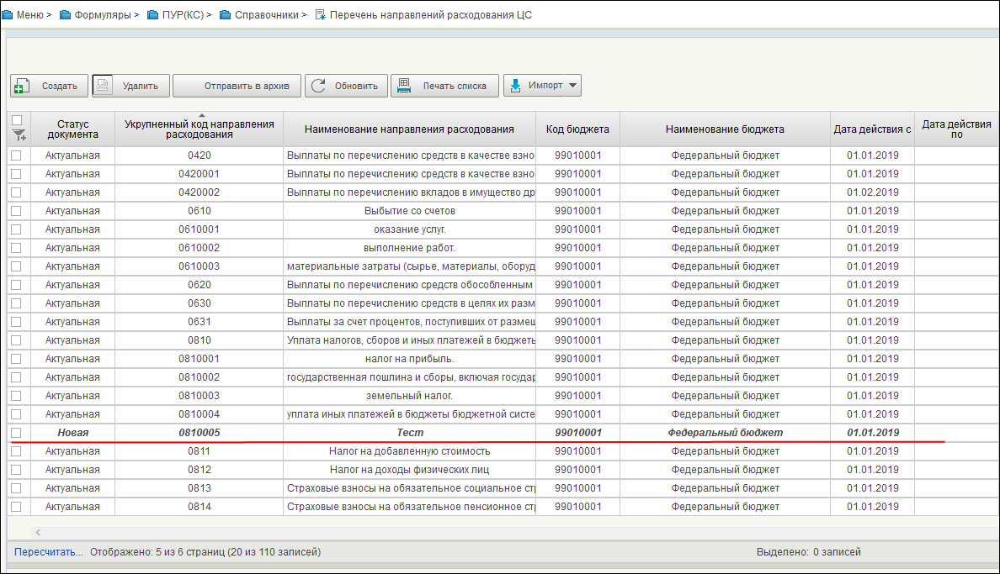 Меню > Формуляры > ПУР(КС) > Справочники > Перечень направлений расходования ЦС
Создать Удалить Отправить в архив Обновить Печать списка Импорт
Статус документа Укрупненный код направления расходования Наименование направления расходования Код бюджета Наименование бюджета Дата действия с Дата действия по
Актуальная 0420 Выплаты по перечислению средств в качестве взно 99010001 Федеральный бюджет 01.01.2019
Актуальная 0420001 Выплаты по перечислению средств в качестве взно 99010001 Федеральный бюджет 01.01.2019
Актуальная 0420002 Выплаты по перечислению вкладов в имущество др 99010001 Федеральный бюджет 01.02.2019
Актуальная 0610 Выбытие со счетов 99010001 Федеральный бюджет 01.01.2019
Актуальная 0610001 оказание услуг. 99010001 Федеральный бюджет 01.01.2019
Актуальная 0610002 выполнение работ. 99010001 Федеральный бюджет 01.01.2019
Актуальная 0610003 материальные затраты (сырье, материалы, оборуд 99010001 Федеральный бюджет 01.01.2019
Актуальная 0620 Выплаты по перечислению средств обособленным 99010001 Федеральный бюджет 01.01.2019
Актуальная 0630 Выплаты по перечислению средств в целях их разм 99010001 Федеральный бюджет 01.01.2019
Актуальная 0631 Выплаты за счет процентов, поступивших от размещ 99010001 Федеральный бюджет 01.01.2019
Актуальная 0810 Уплата налогов, сборов и иных платежей в бюджеть 99010001 Федеральный бюджет 01.01.2019
Актуальная 0810001 налог на прибыль. 99010001 Федеральный бюджет 01.01.2019
Актуальная 0810002 государственная пошлина и сборы, включая государ 99010001 Федеральный бюджет 01.01.2019
Актуальная 0810003 земельный налог. 99010001 Федеральный бюджет 01.01.2019
Актуальная 0810004 уплата иных платежей в бюджеты бюджетной систе 99010001 Федеральный бюджет 01.01.2019
Новая 0810005 Тест 99010001 Федеральный бюджет 01.01.2019
Актуальная 0811 Налог на добавленную стоимость 99010001 Федеральный бюджет 01.01.2019
Актуальная 0812 Налог на доходы физических лиц 99010001 Федеральный бюджет 01.01.2019
Актуальная 0813 Страховые взносы на обязательное социальное стр 99010001 Федеральный бюджет 01.01.2019
Актуальная 0814 Страховые взносы на обязательное пенсионное стр 99010001 Федеральный бюджет 01.01.2019
Пересчитать... Отображено: 5 из 6 страниц (20 из 110 записей) Выделено: 0 записей